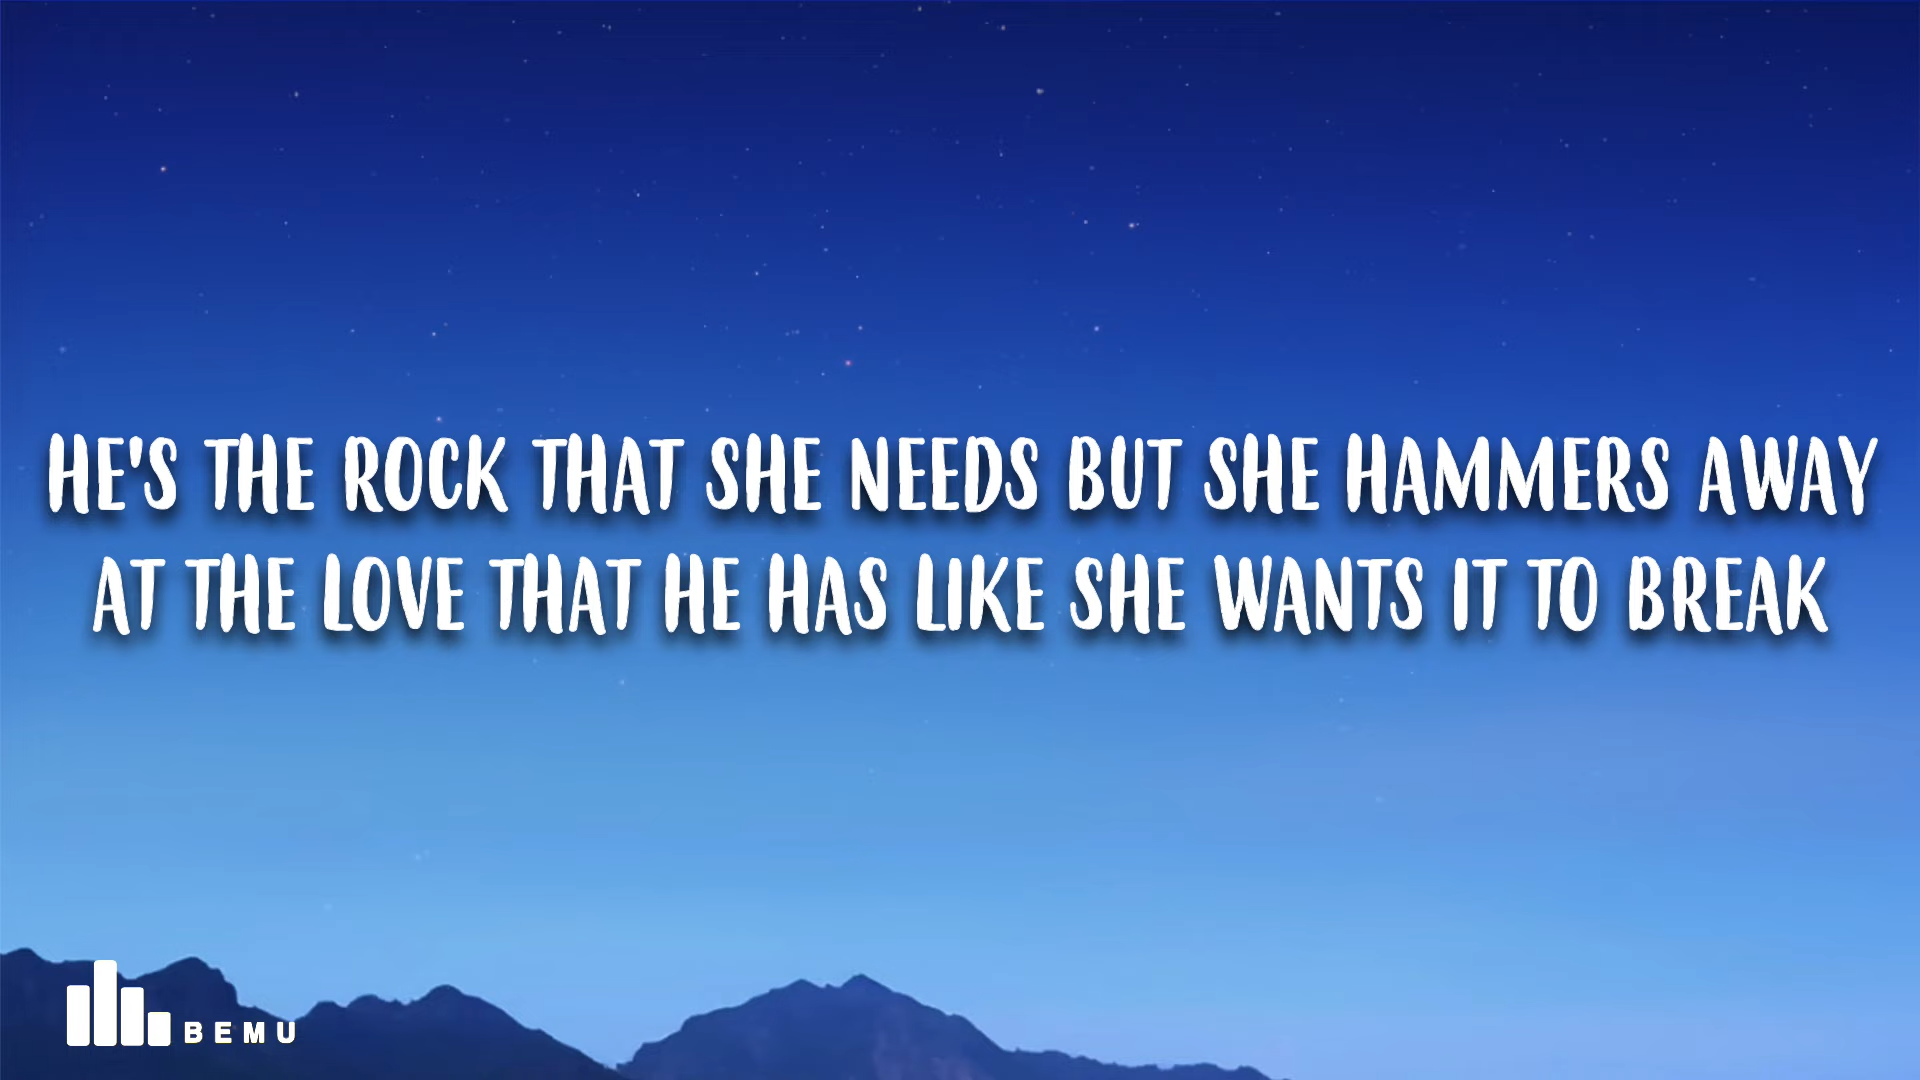 HE'S THE ROCK THAT SHE NEEDS BUT SHE HAMMERS AWAY
AT THE LOVE THAT HE HAS LIKE SHE WANTS IT TO BREAK
BEMU